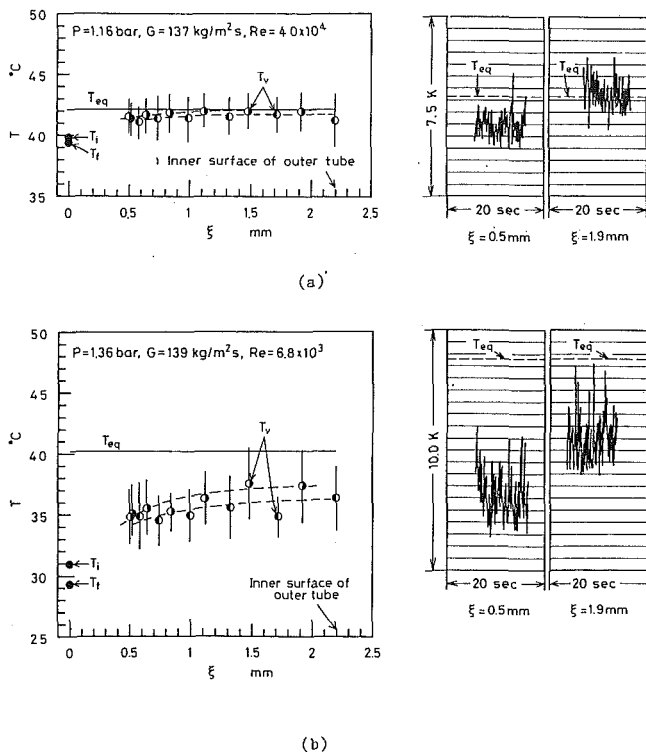 P=1.16 bar, G=137 kg/m²s, Re=4.0x10⁴
50
45
40
35
°C
T
Teq
Tv
Ti
Tf
Inner surface of outer tube
0
0.5
1.0
1.5
2.0
2.5
ξ mm
7.5 K
Teq
Teq
20 sec
20 sec
ξ=0.5mm
ξ=1.9mm
(a)
P=1.36 bar, G=139 kg/m²s, Re=6.8x10³
50
45
40
35
30
25
°C
T
Teq
Tv
Ti
Tf
Inner surface of
outer tube
0
0.5
1.0
1.5
2
2.5
ξ mm
10.0 K
Teq
20 sec
20 sec
ξ=0.5mm
ξ=1.9mm
(b)